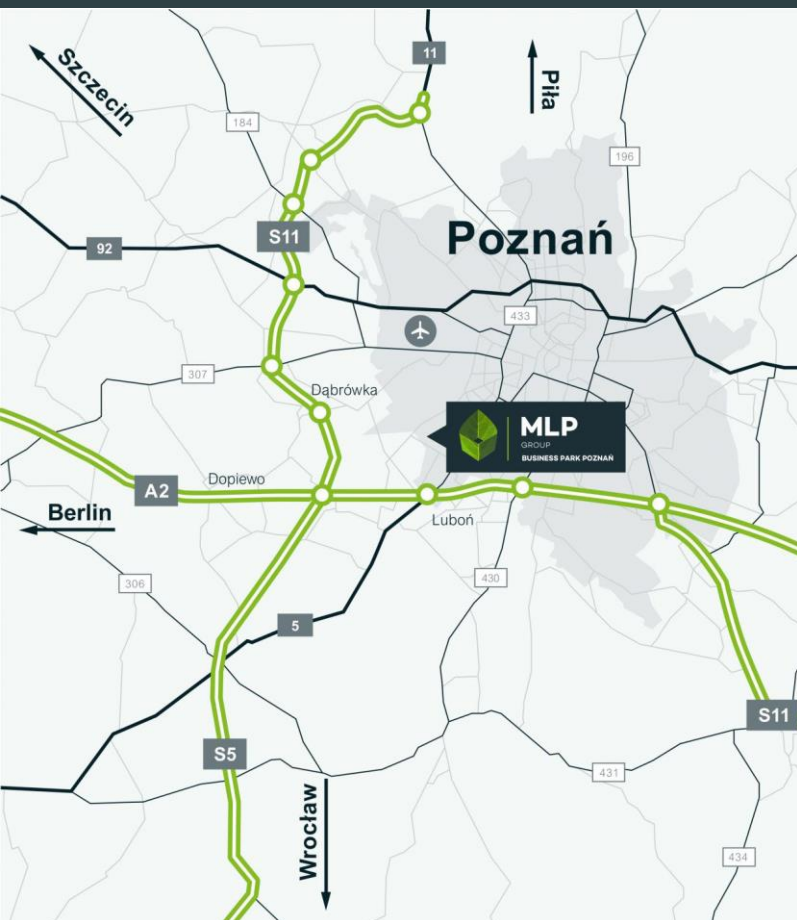 11
Szczecin
Piła
184
196
S11
Poznań
92
433
307
Dąbrówka
MLP
GROUP
BUSINESS PARK POZNAŃ
Dopiewo
A2
Berlin
Luboń
306
430
5
S11
S5
431
Wrocław
434